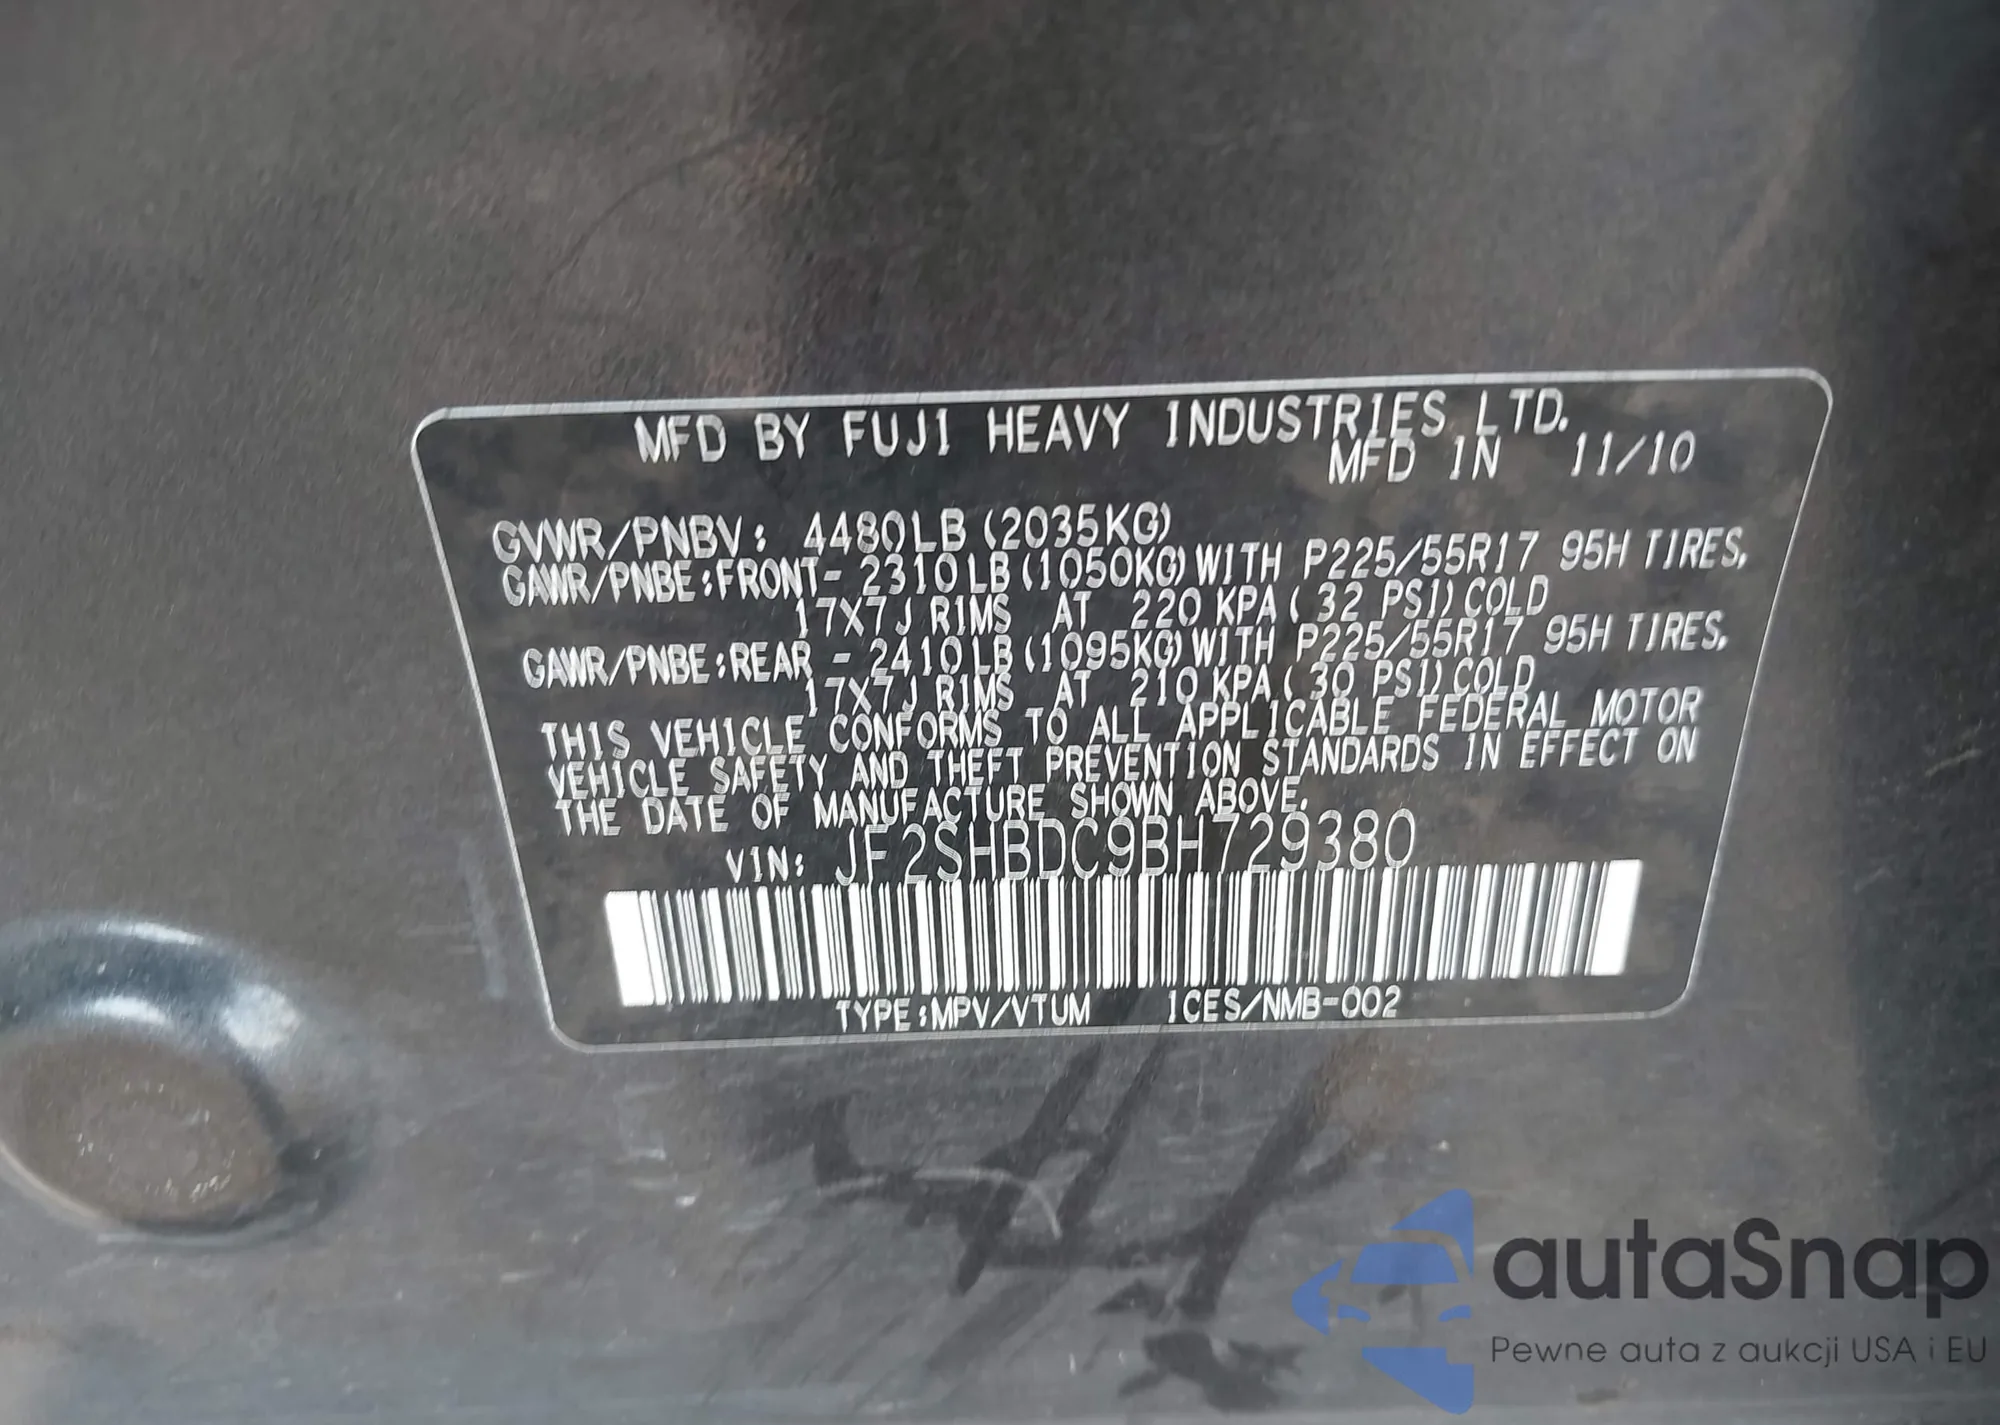 MFD BY FUJI HEAVY INDUSTRIES LTD.
MFD IN 11/10
GVWR/PNBV: 4480LB(2035KG)
GAWR/PNBE:FRONT- 2310LB(1050KG)WITH P225/55R17 95H TIRES,
17X7J RIMS AT 220 KPA( 32 PSI)COLD
GAWR/PNBE:REAR - 2410LB(1095KG)WITH P225/55R17 95H TIRES,
17X7J RIMS AT 210 KPA( 30 PSI)COLD
THIS VEHICLE CONFORMS TO ALL APPLICABLE FEDERAL MOTOR
VEHICLE SAFETY AND THEFT PREVENTION STANDARDS IN EFFECT ON
THE DATE OF MANUFACTURE SHOWN ABOVE.
VIN: JF2SHBDC9BH729380
TYPE:MPV/VTUM ICES/NMB-002
autaSnap
Pewne auta z aukcji USA i EU